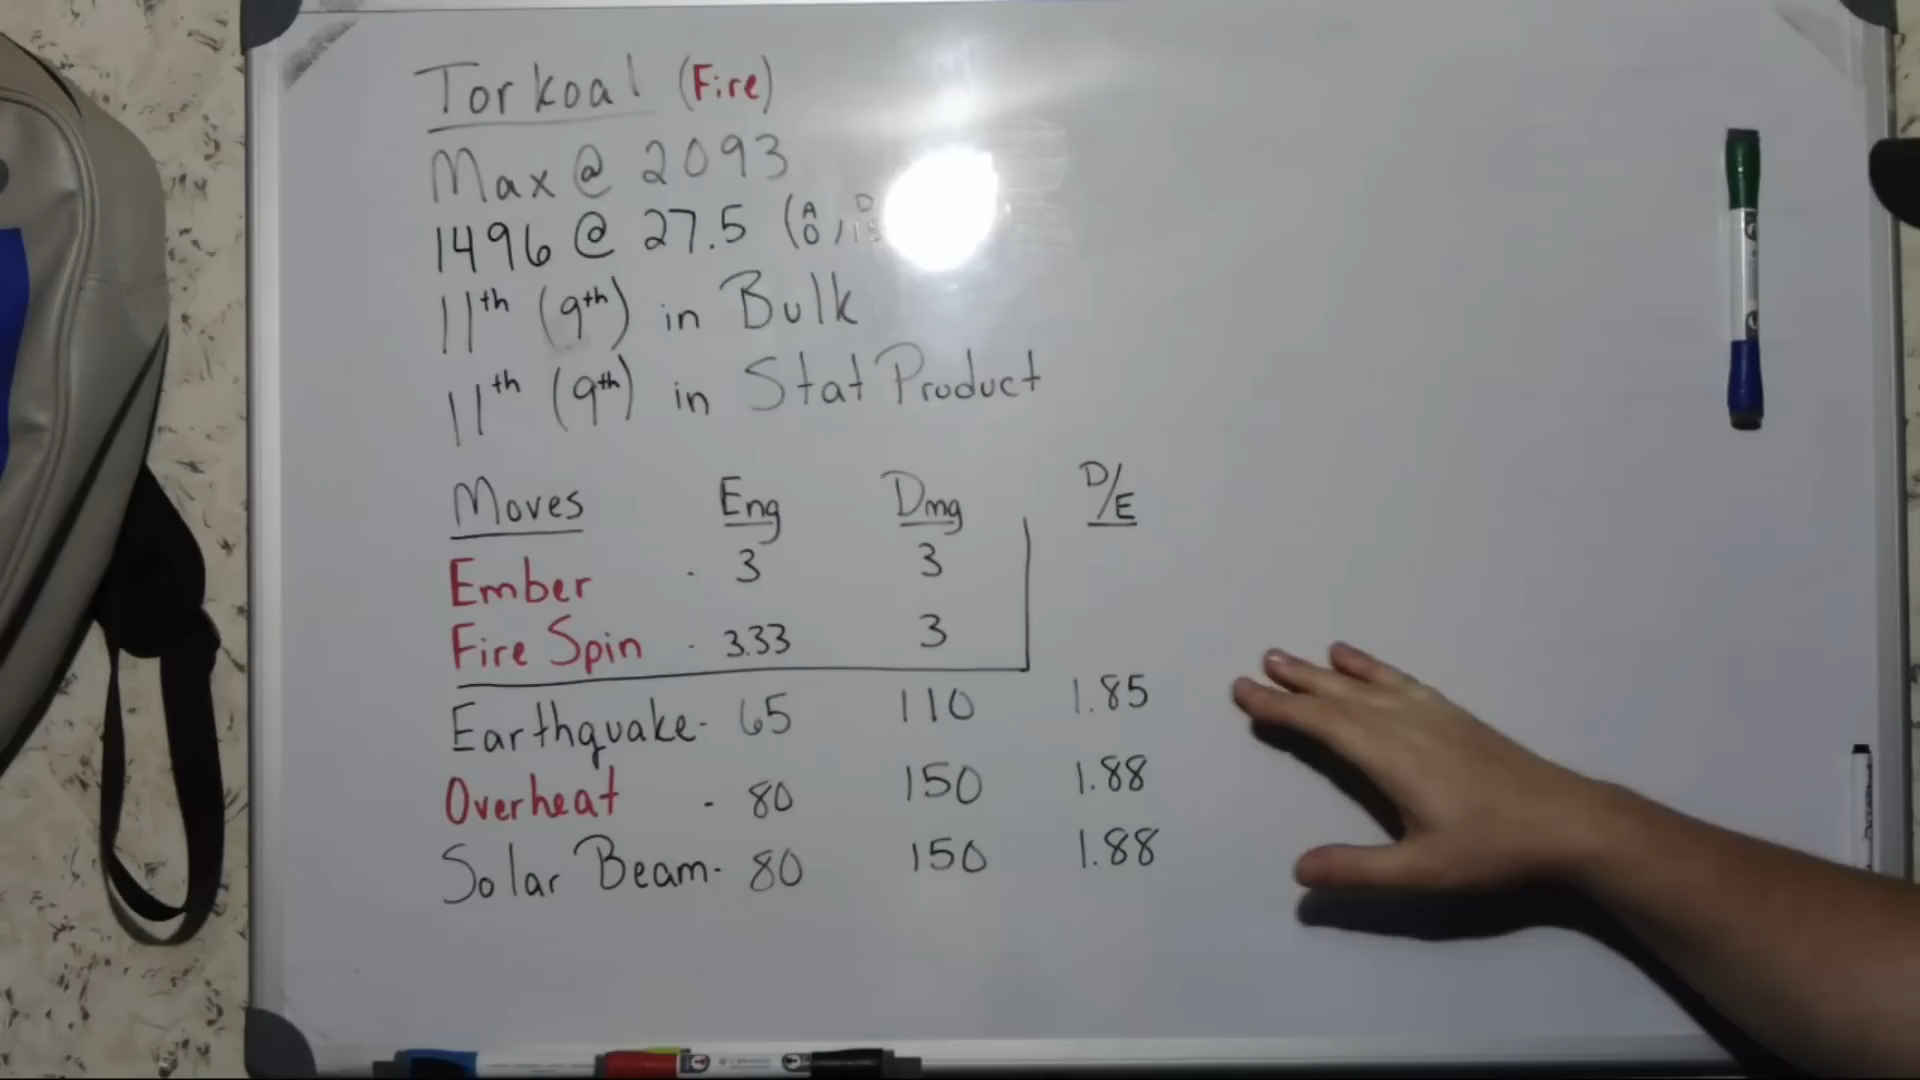 Torkoal (Fire)
Max @ 2093
1496 @ 27.5 (A 0, D
11th (9th) in Bulk
11th (9th) in Stat Product
Moves Eng Dmg D/E
Ember - 3 3
Fire Spin - 3.33 3
Earthquake - 65 110 1.85
Overheat - 80 150 1.88
Solar Beam - 80 150 1.88